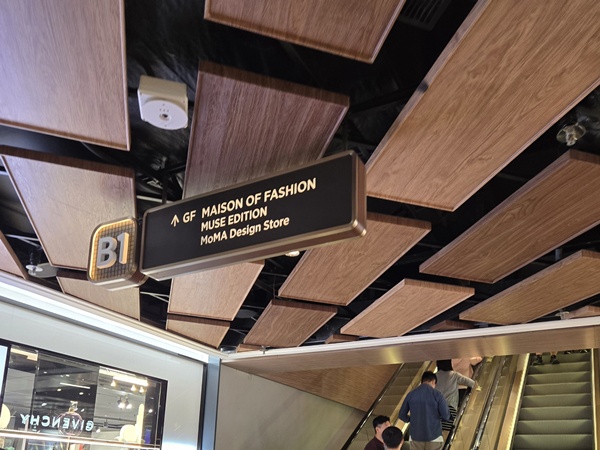 B1
↑ GF MAISON OF FASHION
MUSE EDITION
MoMA Design Store
GIVENCHY